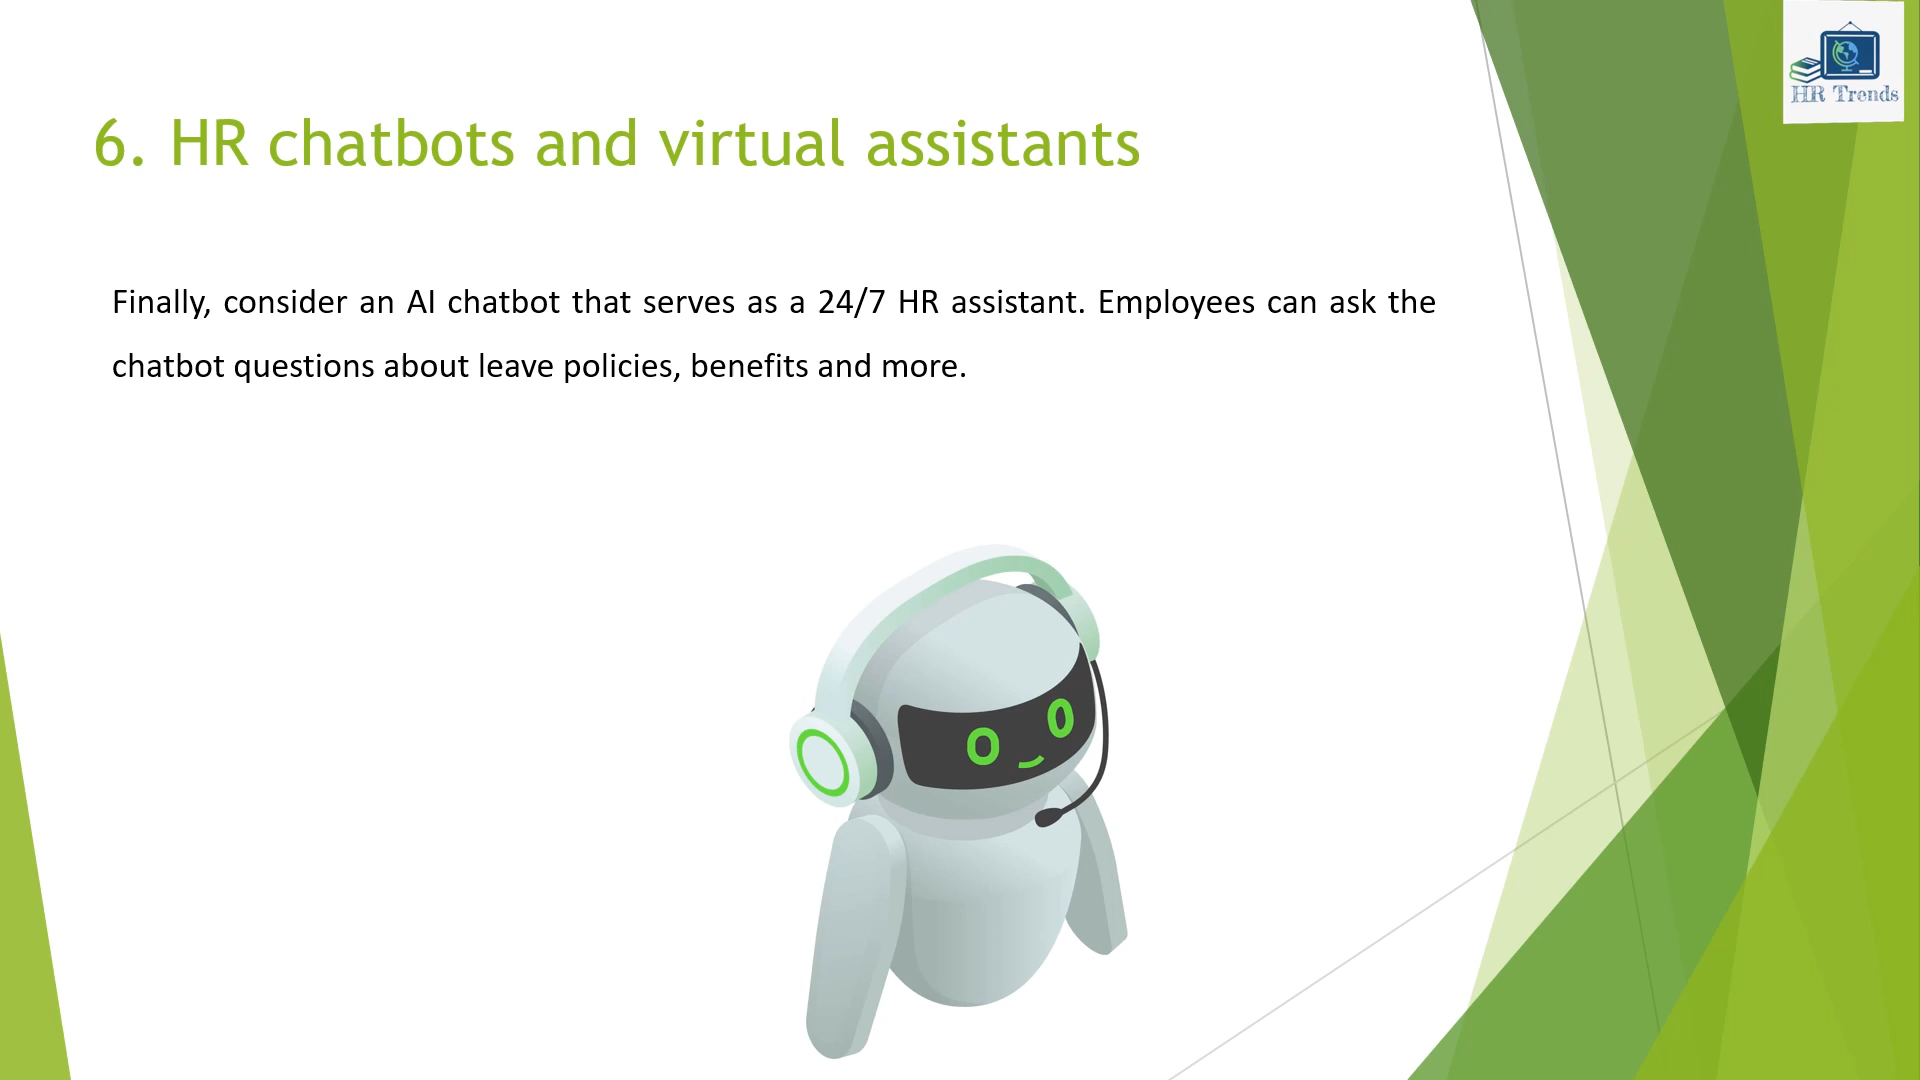 HR Trends
6. HR chatbots and virtual assistants
Finally, consider an AI chatbot that serves as a 24/7 HR assistant. Employees can ask the
chatbot questions about leave policies, benefits and more.